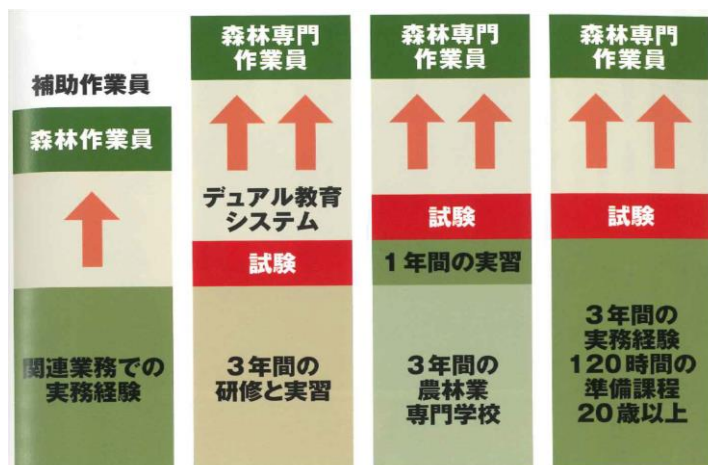 補助作業員
森林作業員
関連業務での
実務経験
森林専門
作業員
デュアル教育
システム
試験
3年間の
研修と実習
森林専門
作業員
試験
1年間の実習
3年間の
農林業
専門学校
森林専門
作業員
試験
3年間の
実務経験
120時間の
準備課程
20歳以上